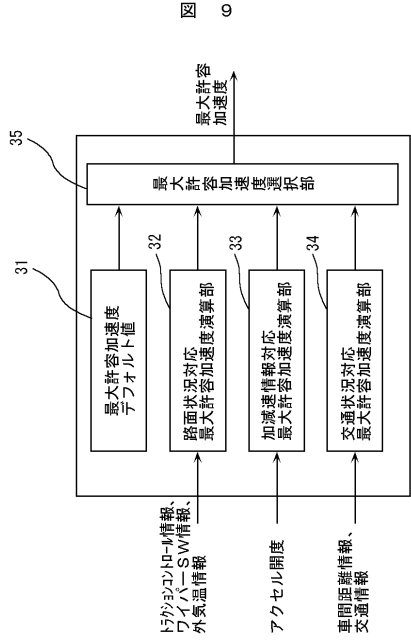 図 9
トラクションコントロール情報、
ワイパーSW情報、
外気温情報
アクセル開度
車間距離情報、
交通情報
31
最大許容加速度
デフォルト値
32
路面状況対応
最大許容加速度演算部
33
加減速情報対応
最大許容加速度演算部
34
交通状況対応
最大許容加速度演算部
35
最大許容加速度選択部
最大許容
加速度